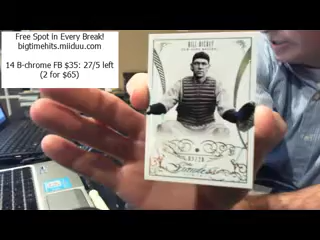 Free Spot in Every Break!
bigtimehits.miiduu.com
14 B-chrome FB $35: 27/5 left
(2 for $65)
BILL DICKEY
Timeless